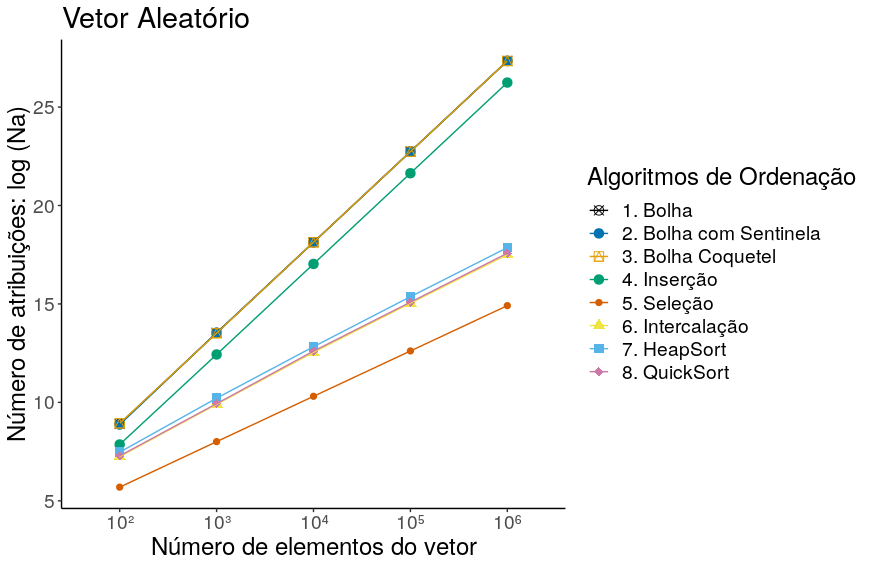 Vetor Aleatório
Número de atribuições: log (Na)
25
20
15
10
5
10²
10³
10⁴
10⁵
10⁶
Número de elementos do vetor
Algoritmos de Ordenação
1. Bolha
2. Bolha com Sentinela
3. Bolha Coquetel
4. Inserção
5. Seleção
6. Intercalação
7. HeapSort
8. QuickSort